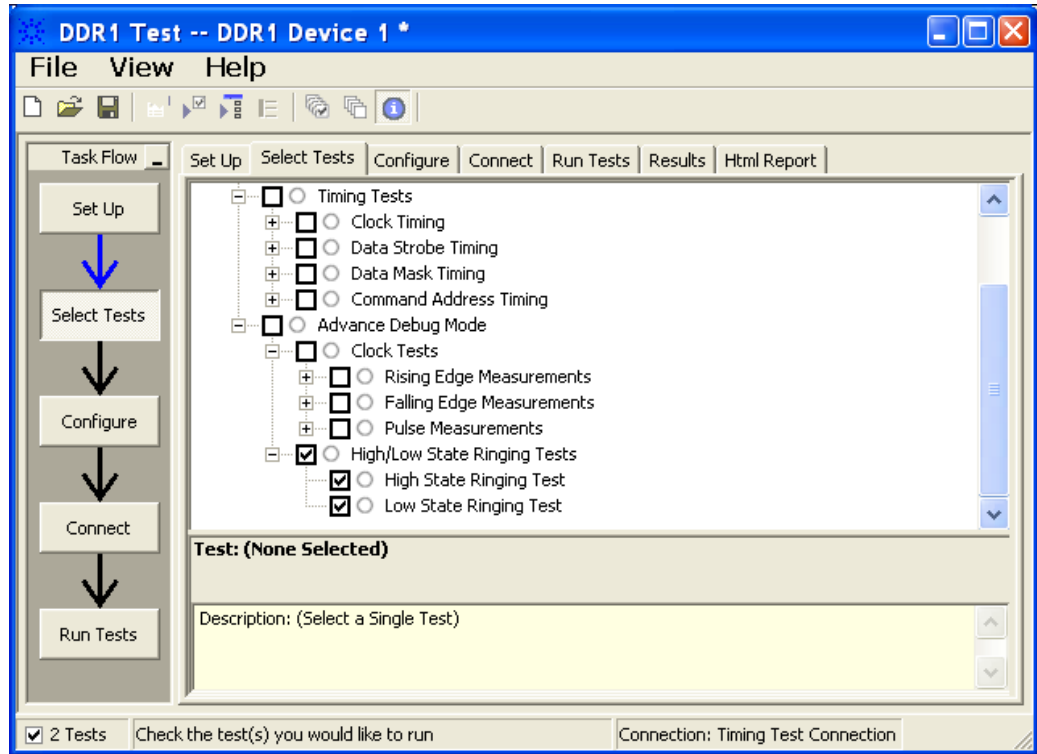 DDR1 Test -- DDR1 Device 1 *
File View Help
Task Flow
Set Up
Select Tests
Configure
Connect
Run Tests
Set Up Select Tests Configure Connect Run Tests Results Html Report
Timing Tests
Clock Timing
Data Strobe Timing
Data Mask Timing
Command Address Timing
Advance Debug Mode
Clock Tests
Rising Edge Measurements
Falling Edge Measurements
Pulse Measurements
High/Low State Ringing Tests
High State Ringing Test
Low State Ringing Test
Test: (None Selected)
Description: (Select a Single Test)
2 Tests Check the test(s) you would like to run Connection: Timing Test Connection